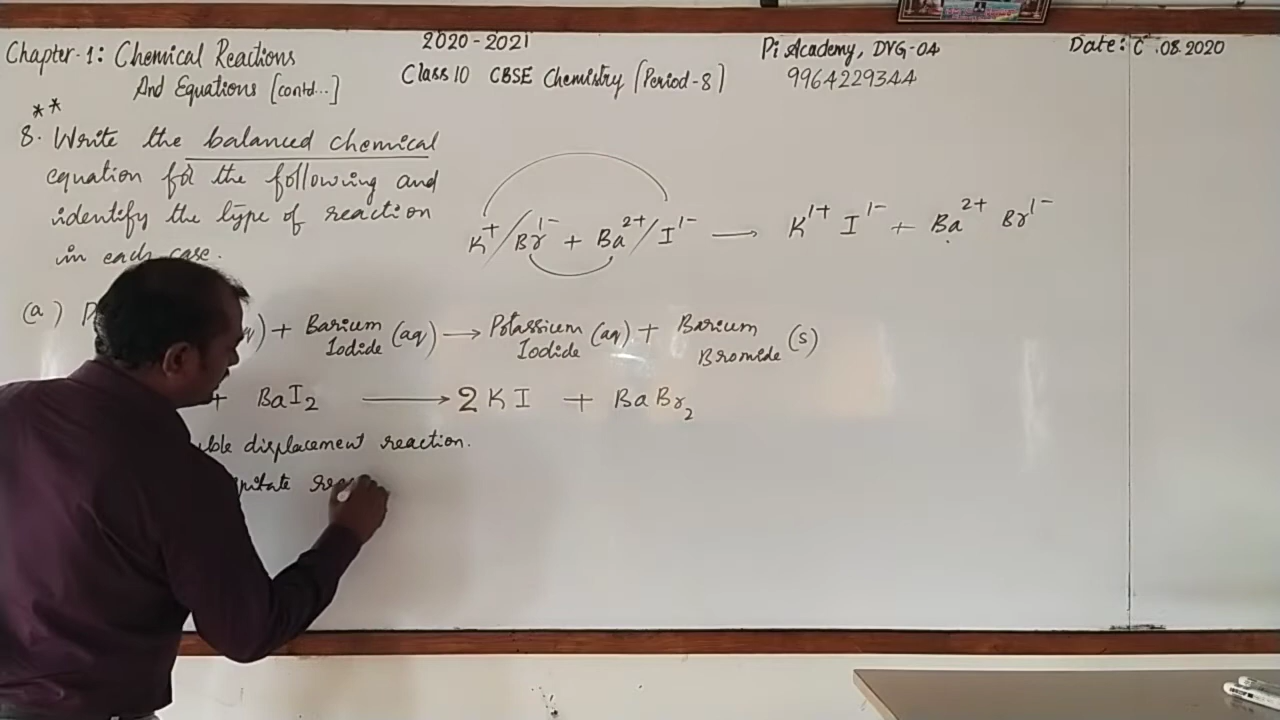 Chapter-1: Chemical Reactions
And Equations [contd...]
2020-2021
Class 10 CBSE Chemistry [Period-8]
Pi Academy, DVG-04
9964229344
Date: .08.2020
**
8. Write the balanced chemical
equation for the following and
identify the type of reaction
in each case.
K⁺/Br¹⁻ + Ba²⁺/I¹⁻ ⟶ K¹⁺ I¹⁻ + Ba²⁺ Br¹⁻
(a) P
) + Barium Iodide (aq) ⟶ Potassium Iodide (aq) + Barium Bromide (s)
+ BaI₂ ⟶ 2KI + BaBr₂
displacement reaction.